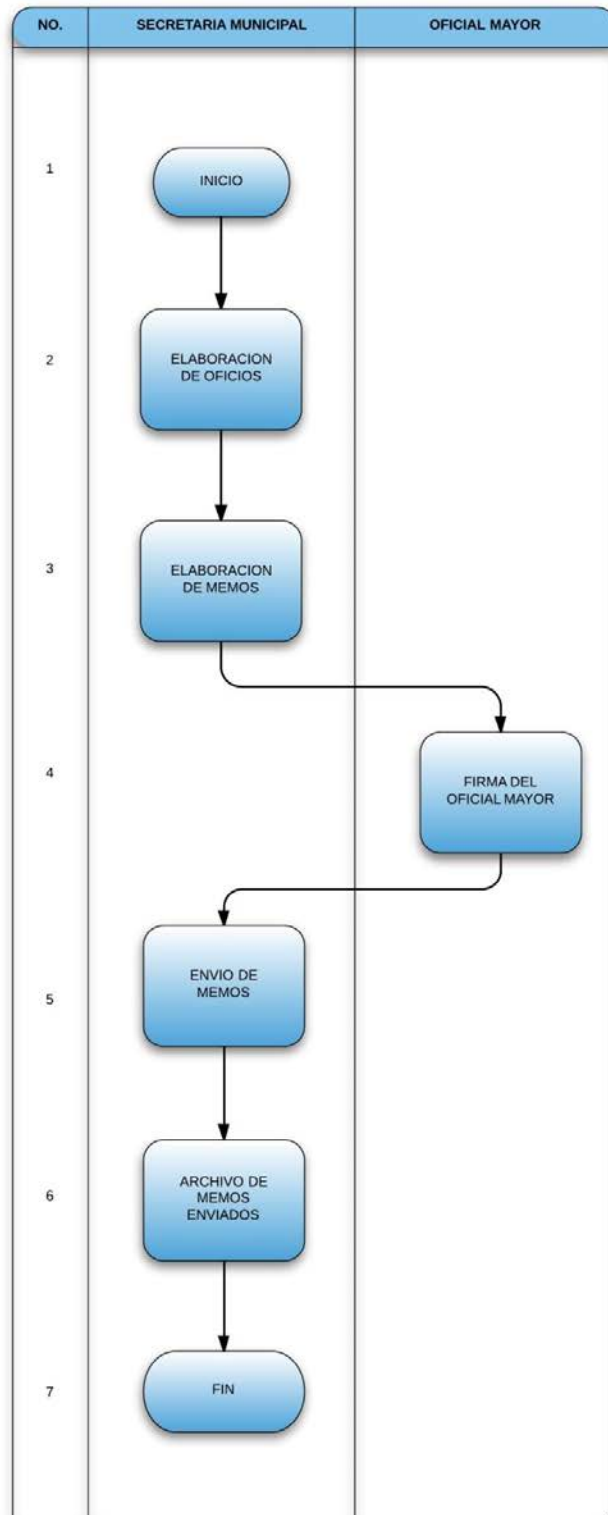 NO. SECRETARIA MUNICIPAL OFICIAL MAYOR
1
INICIO
2
ELABORACION
DE OFICIOS
3
ELABORACION
DE MEMOS
4
FIRMA DEL
OFICIAL MAYOR
5
ENVIO DE
MEMOS
6
ARCHIVO DE
MEMOS
ENVIADOS
7
FIN